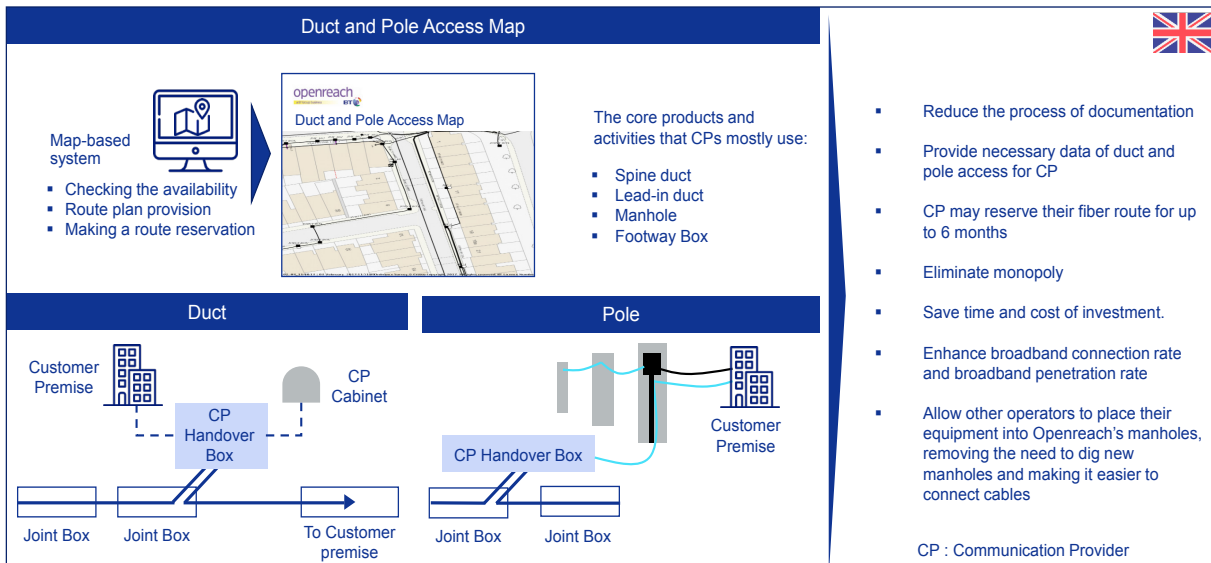 Duct and Pole Access Map
Map-based
system
▪ Checking the availability
▪ Route plan provision
▪ Making a route reservation
openreach
BT
Duct and Pole Access Map
The core products and
activities that CPs mostly use:
▪ Spine duct
▪ Lead-in duct
▪ Manhole
▪ Footway Box
Duct
Customer
Premise
CP
Cabinet
CP
Handover
Box
Joint Box
Joint Box
To Customer
premise
Pole
Customer
Premise
CP Handover Box
Joint Box
Joint Box
▪ Reduce the process of documentation
▪ Provide necessary data of duct and
pole access for CP
▪ CP may reserve their fiber route for up
to 6 months
▪ Eliminate monopoly
▪ Save time and cost of investment.
▪ Enhance broadband connection rate
and broadband penetration rate
▪ Allow other operators to place their
equipment into Openreach’s manholes,
removing the need to dig new
manholes and making it easier to
connect cables
CP : Communication Provider